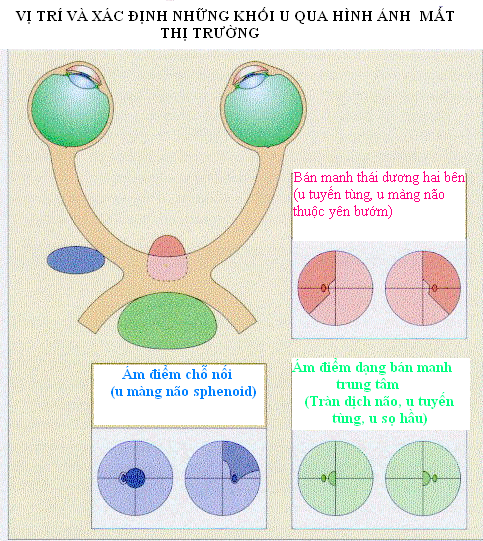 VỊ TRÍ VÀ XÁC ĐỊNH NHỮNG KHỐI U QUA HÌNH ẢNH MẤT
THỊ TRƯỜNG
Bán manh thái dương hai bên
(u tuyến tùng, u màng não
thuộc yên bướm)
Ám điểm chỗ nối
(u màng não sphenoid)
Ám điểm dạng bán manh
trung tâm
(Tràn dịch não, u tuyến
tùng, u sọ hầu)